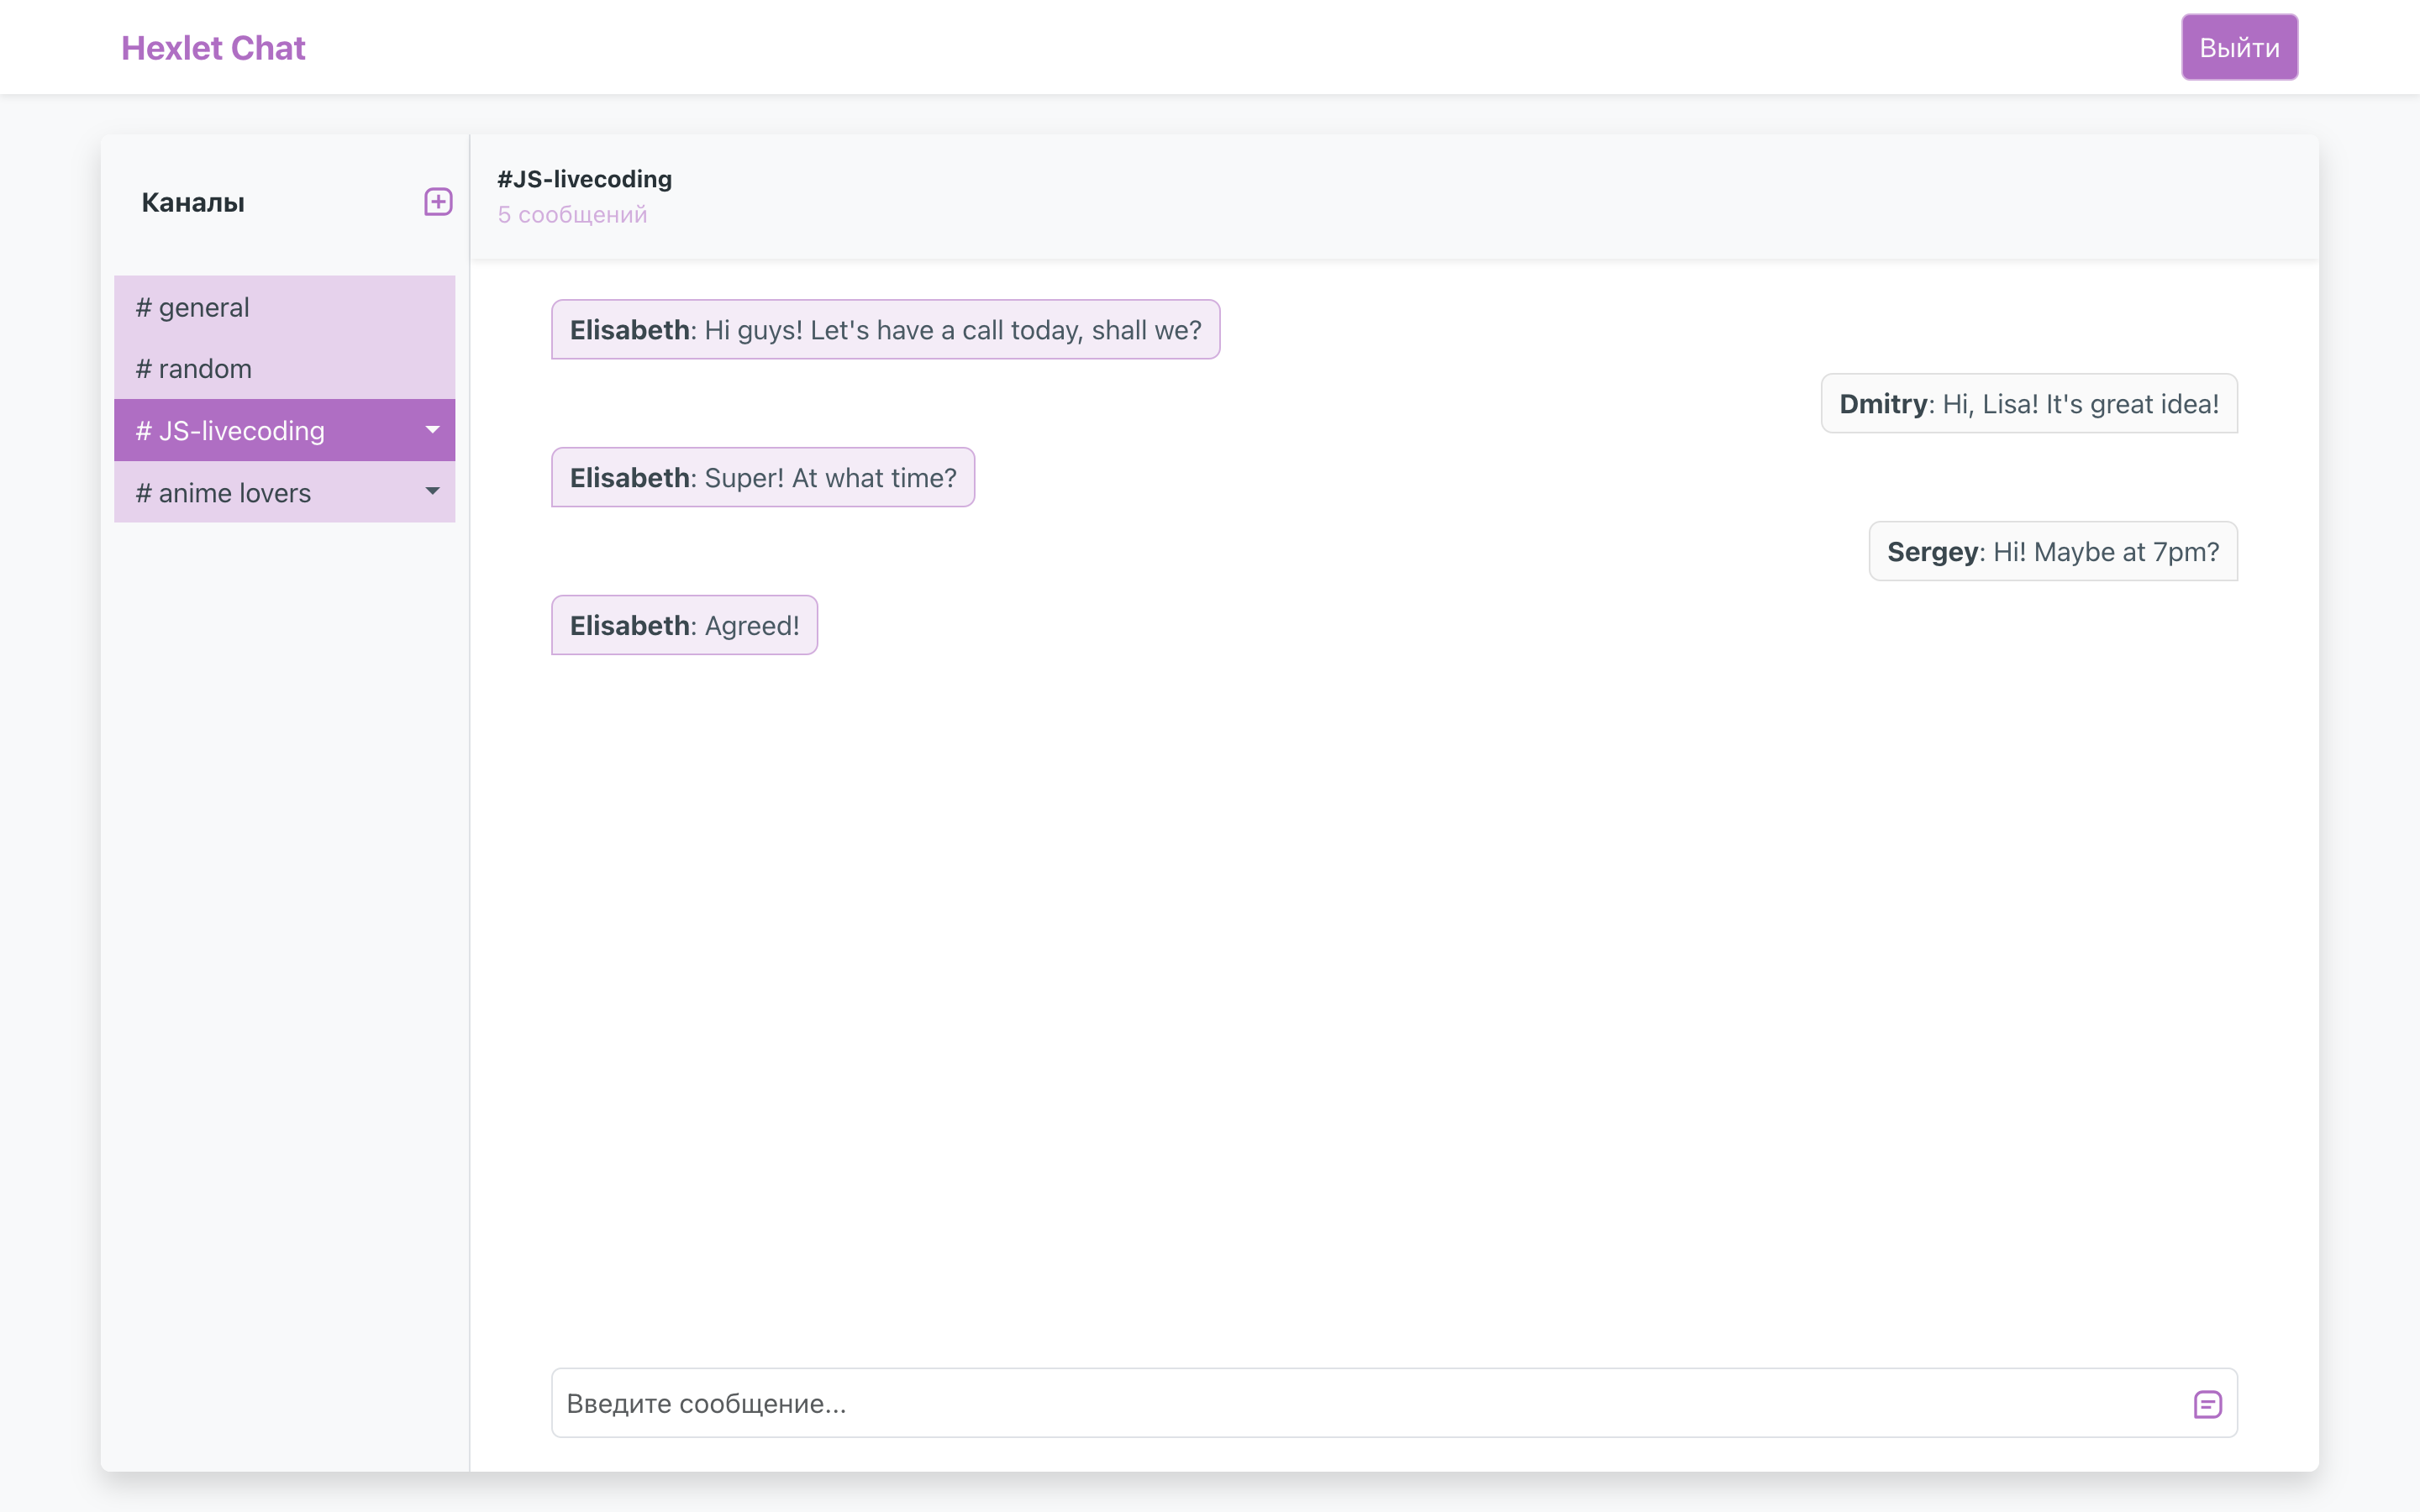 Hexlet Chat
Выйти
Каналы
# general
# random
# JS-livecoding
# anime lovers
#JS-livecoding
5 сообщений
Elisabeth: Hi guys! Let's have a call today, shall we?
Dmitry: Hi, Lisa! It's great idea!
Elisabeth: Super! At what time?
Sergey: Hi! Maybe at 7pm?
Elisabeth: Agreed!
Введите сообщение...